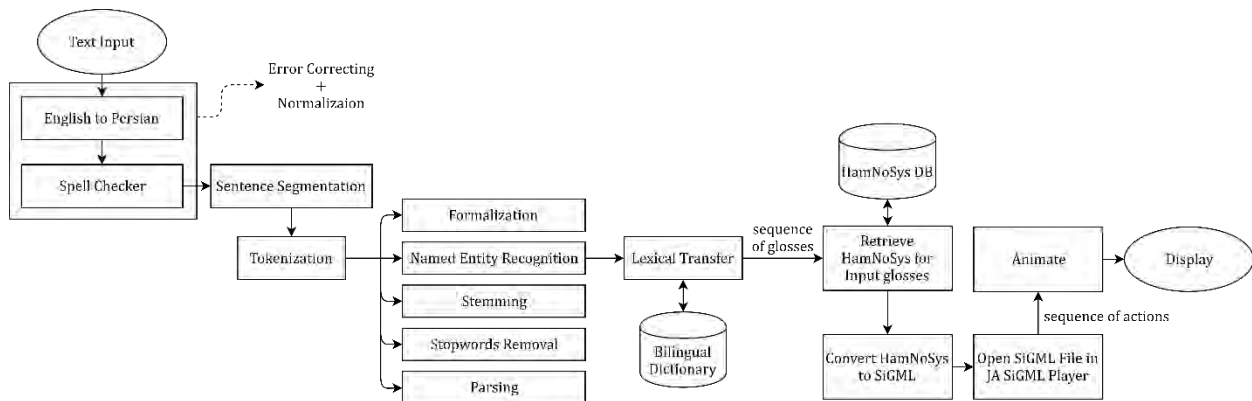 Text Input
Error Correcting
+
Normalizaion
English to Persian
Spell Checker
Sentence Segmentation
Tokenization
Formalization
Named Entity Recognition
Stemming
Stopwords Removal
Parsing
Lexical Transfer
Bilingual
Dictionary
sequence
of glosses
HamNoSys DB
Retrieve
HamNoSys for
Input glosses
Convert HamNoSys
to SiGML
Open SiGML File in
JA SiGML Player
sequence of actions
Animate
Display